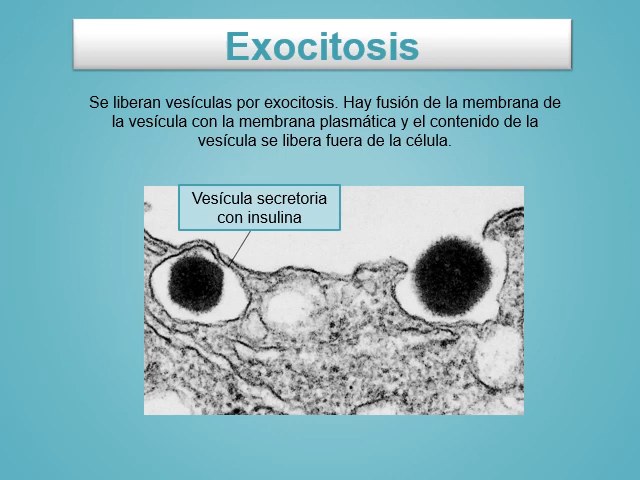 Exocitosis
Se liberan vesículas por exocitosis. Hay fusión de la membrana de
la vesícula con la membrana plasmática y el contenido de la
vesícula se libera fuera de la célula.
Vesícula secretoria
con insulina